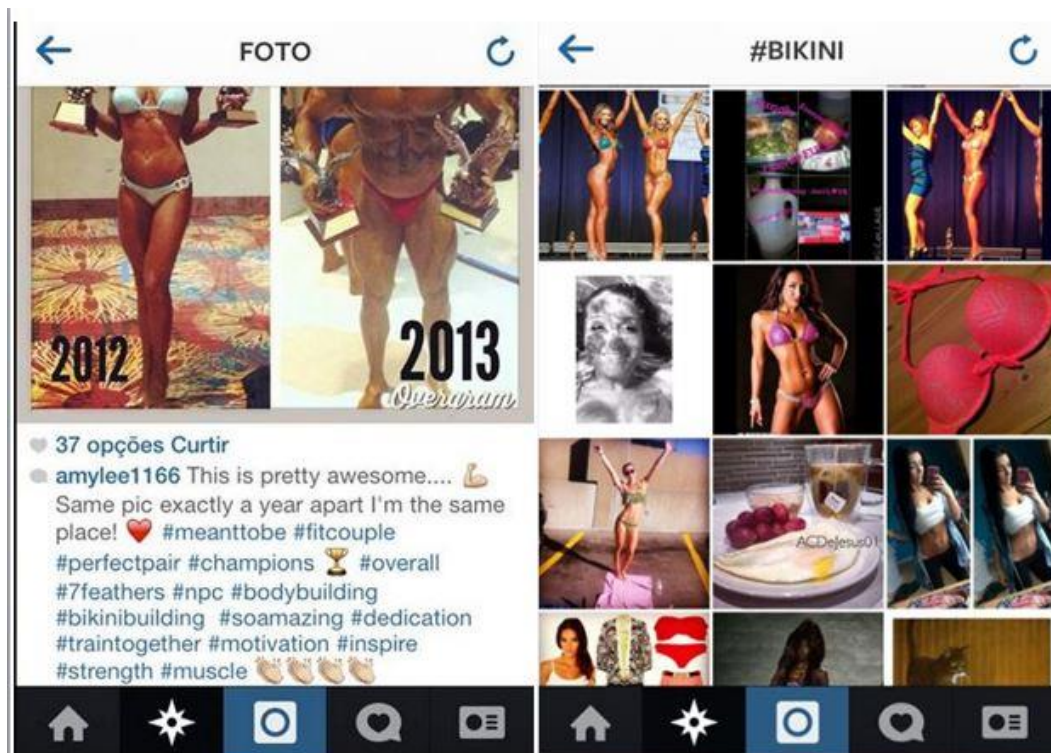 FOTO
2012
2013
Overgram
37 opções Curtir
amylee1166 This is pretty awesome....
Same pic exactly a year apart I'm the same
place! #meanttobe #fitcouple
#perfectpair #champions #overall
#7feathers #npc #bodybuilding
#bikinibuilding #soamazing #dedication
#traintogether #motivation #inspire
#strength #muscle
#BIKINI
ACDeJesus01